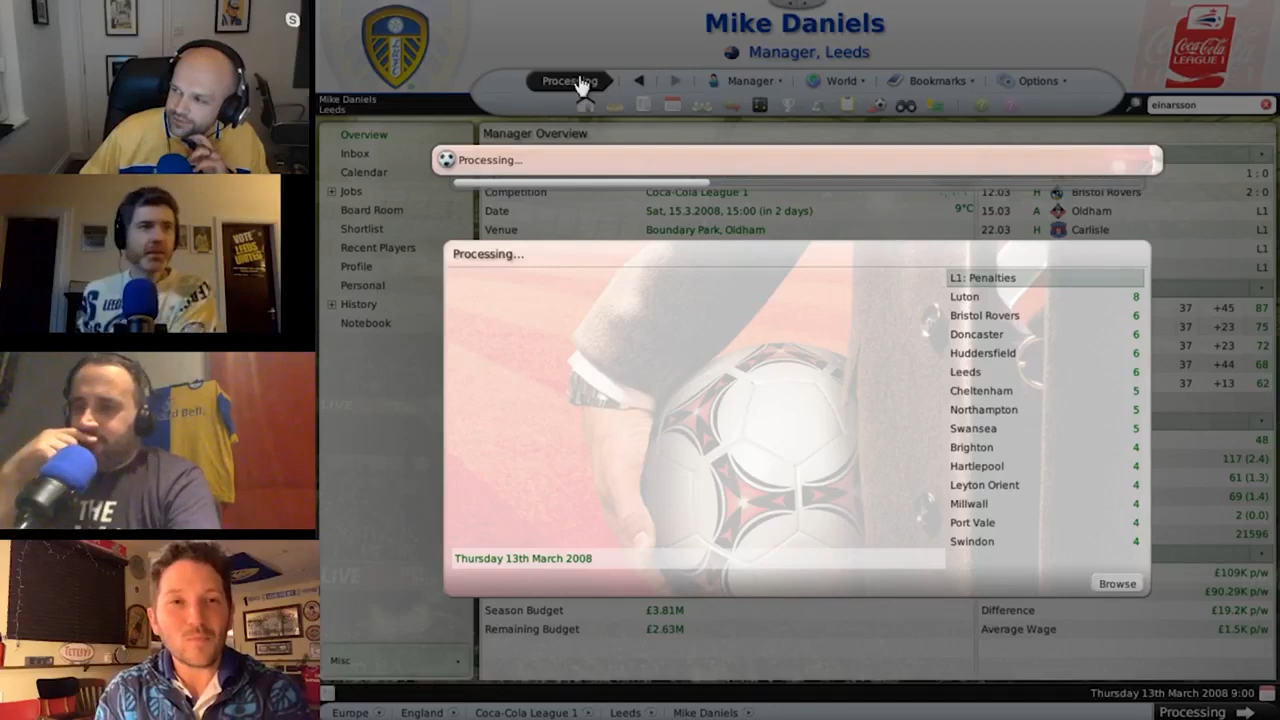 Mike Daniels
Manager, Leeds
Coca-Cola
LEAGUE 1
Processing
Manager
World
Bookmarks
Options
Mike Daniels
Leeds
einarsson
Overview
Inbox
Calendar
Jobs
Board Room
Shortlist
Recent Players
Profile
Personal
History
Notebook
Misc
Manager Overview
Processing...
1 : 0
Competition Coca-Cola League 1 12.03 H Bristol Rovers 2 : 0
Date Sat, 15.3.2008, 15:00 (in 2 days) 9°C 15.03 A Oldham L1
Venue Boundary Park, Oldham 22.03 H Carlisle L1
L1
L1
Processing...
L1: Penalties
Luton 8
Bristol Rovers 6
Doncaster 6
Huddersfield 6
Leeds 6
Cheltenham 5
Northampton 5
Swansea 5
Brighton 4
Hartlepool 4
Leyton Orient 4
Millwall 4
Port Vale 4
Swindon 4
Thursday 13th March 2008
Browse
37 +45 87
37 +23 75
37 +23 72
37 +44 68
37 +13 62
48
117 (2.4)
61 (1.3)
69 (1.4)
2 (0.0)
21596
£109K p/w
£90.29K p/w
Season Budget £3.81M Difference £19.2K p/w
Remaining Budget £2.63M Average Wage £1.5K p/w
Thursday 13th March 2008 9:00
Europe England Coca-Cola League 1 Leeds Mike Daniels Processing
VOTE
LEEDS
UNITED
LEED
THE
TETLEY
LIVE
LIVE